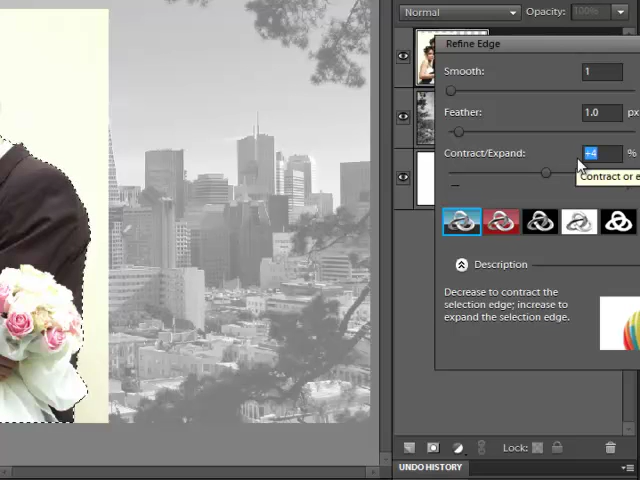 Normal Opacity: 100%
Refine Edge
Smooth: 1
Feather: 1.0 px
Contract/Expand: +4 %
Contract or e
Description
Decrease to contract the
selection edge; increase to
expand the selection edge.
Lock:
UNDO HISTORY